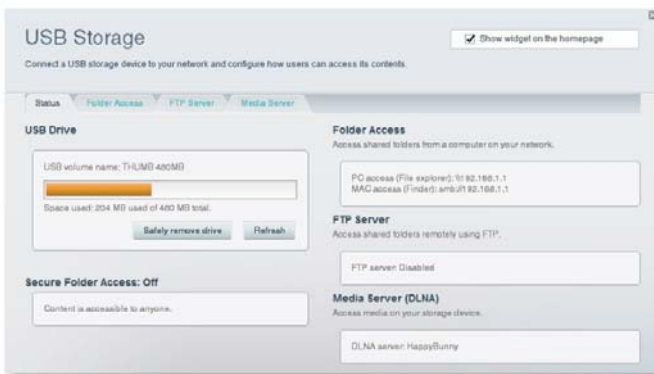 USB Storage
Show widget on the homepage
Connect a USB storage device to your network and configure how users can access its contents.
Status
Folder Access
FTP Server
Media Server
USB Drive
USB volume name: THUMB 480MB
Space used: 204 MB used of 480 MB total.
Safely remove drive
Refresh
Secure Folder Access: Off
Content is accessible to anyone.
Folder Access
Access shared folders from a computer on your network.
PC access (File explorer): \\192.168.1.1
MAC access (Finder): smb://192.168.1.1
FTP Server
Access shared folders remotely using FTP.
FTP server: Disabled
Media Server (DLNA)
Access media on your storage device.
DLNA server: HappyBunny